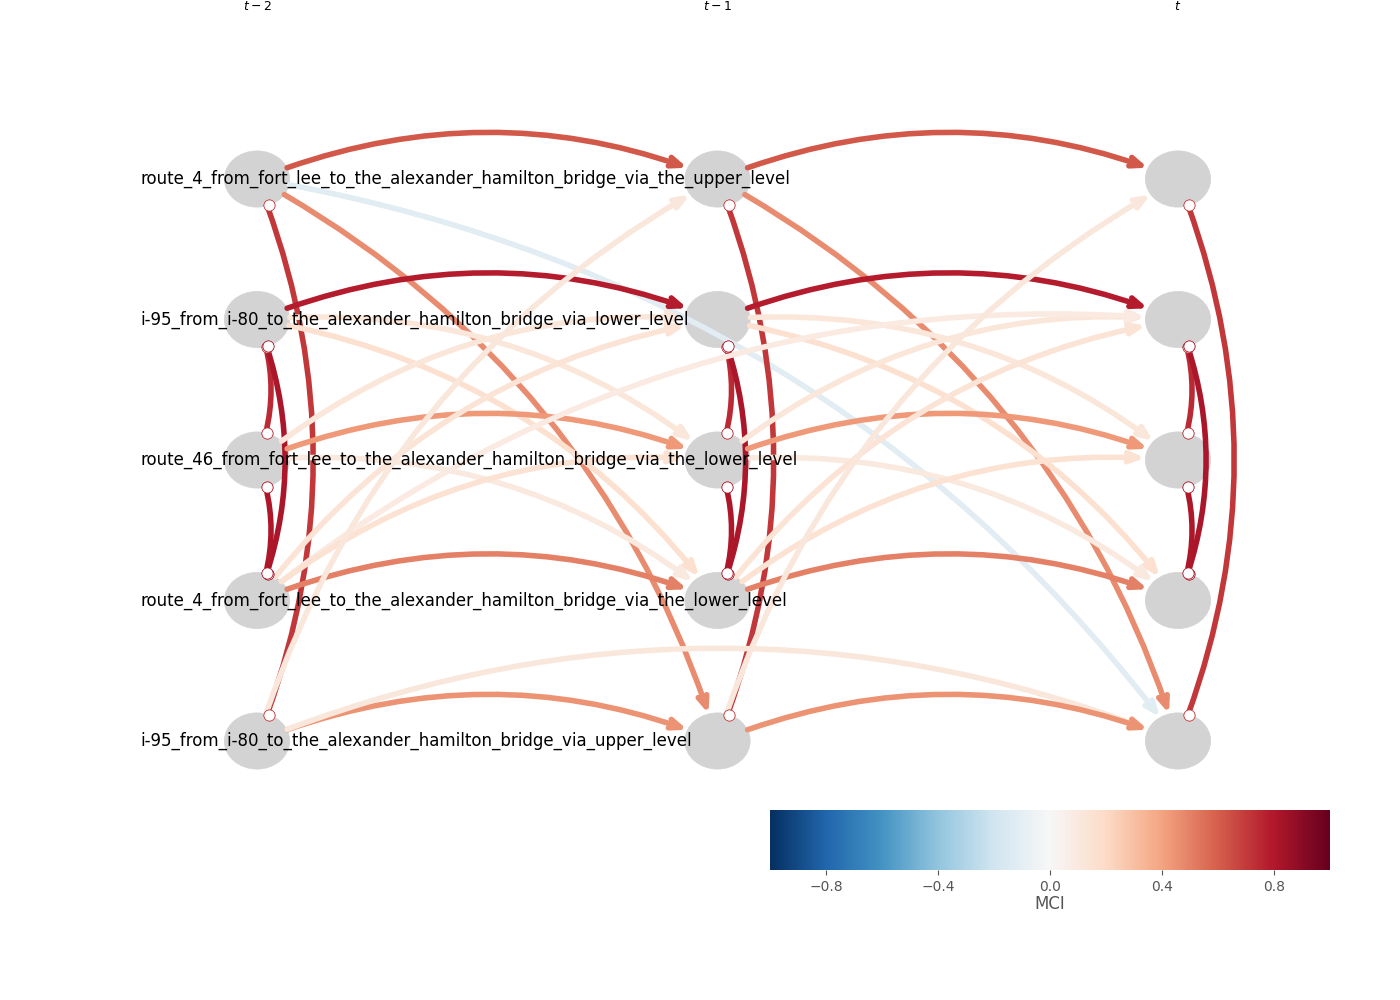 t − 2 t − 1 t
route_4_from_fort_lee_to_the_alexander_hamilton_bridge_via_the_upper_level
i-95_from_i-80_to_the_alexander_hamilton_bridge_via_lower_level
route_46_from_fort_lee_to_the_alexander_hamilton_bridge_via_the_lower_level
route_4_from_fort_lee_to_the_alexander_hamilton_bridge_via_the_lower_level
i-95_from_i-80_to_the_alexander_hamilton_bridge_via_upper_level
−0.8 −0.4 0.0 0.4 0.8
MCI